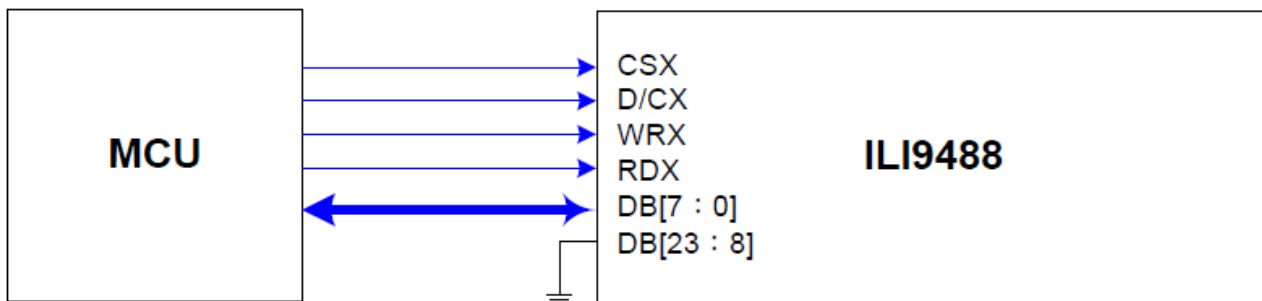 MCU
CSX
D/CX
WRX
RDX
DB[7：0]
DB[23：8]
ILI9488